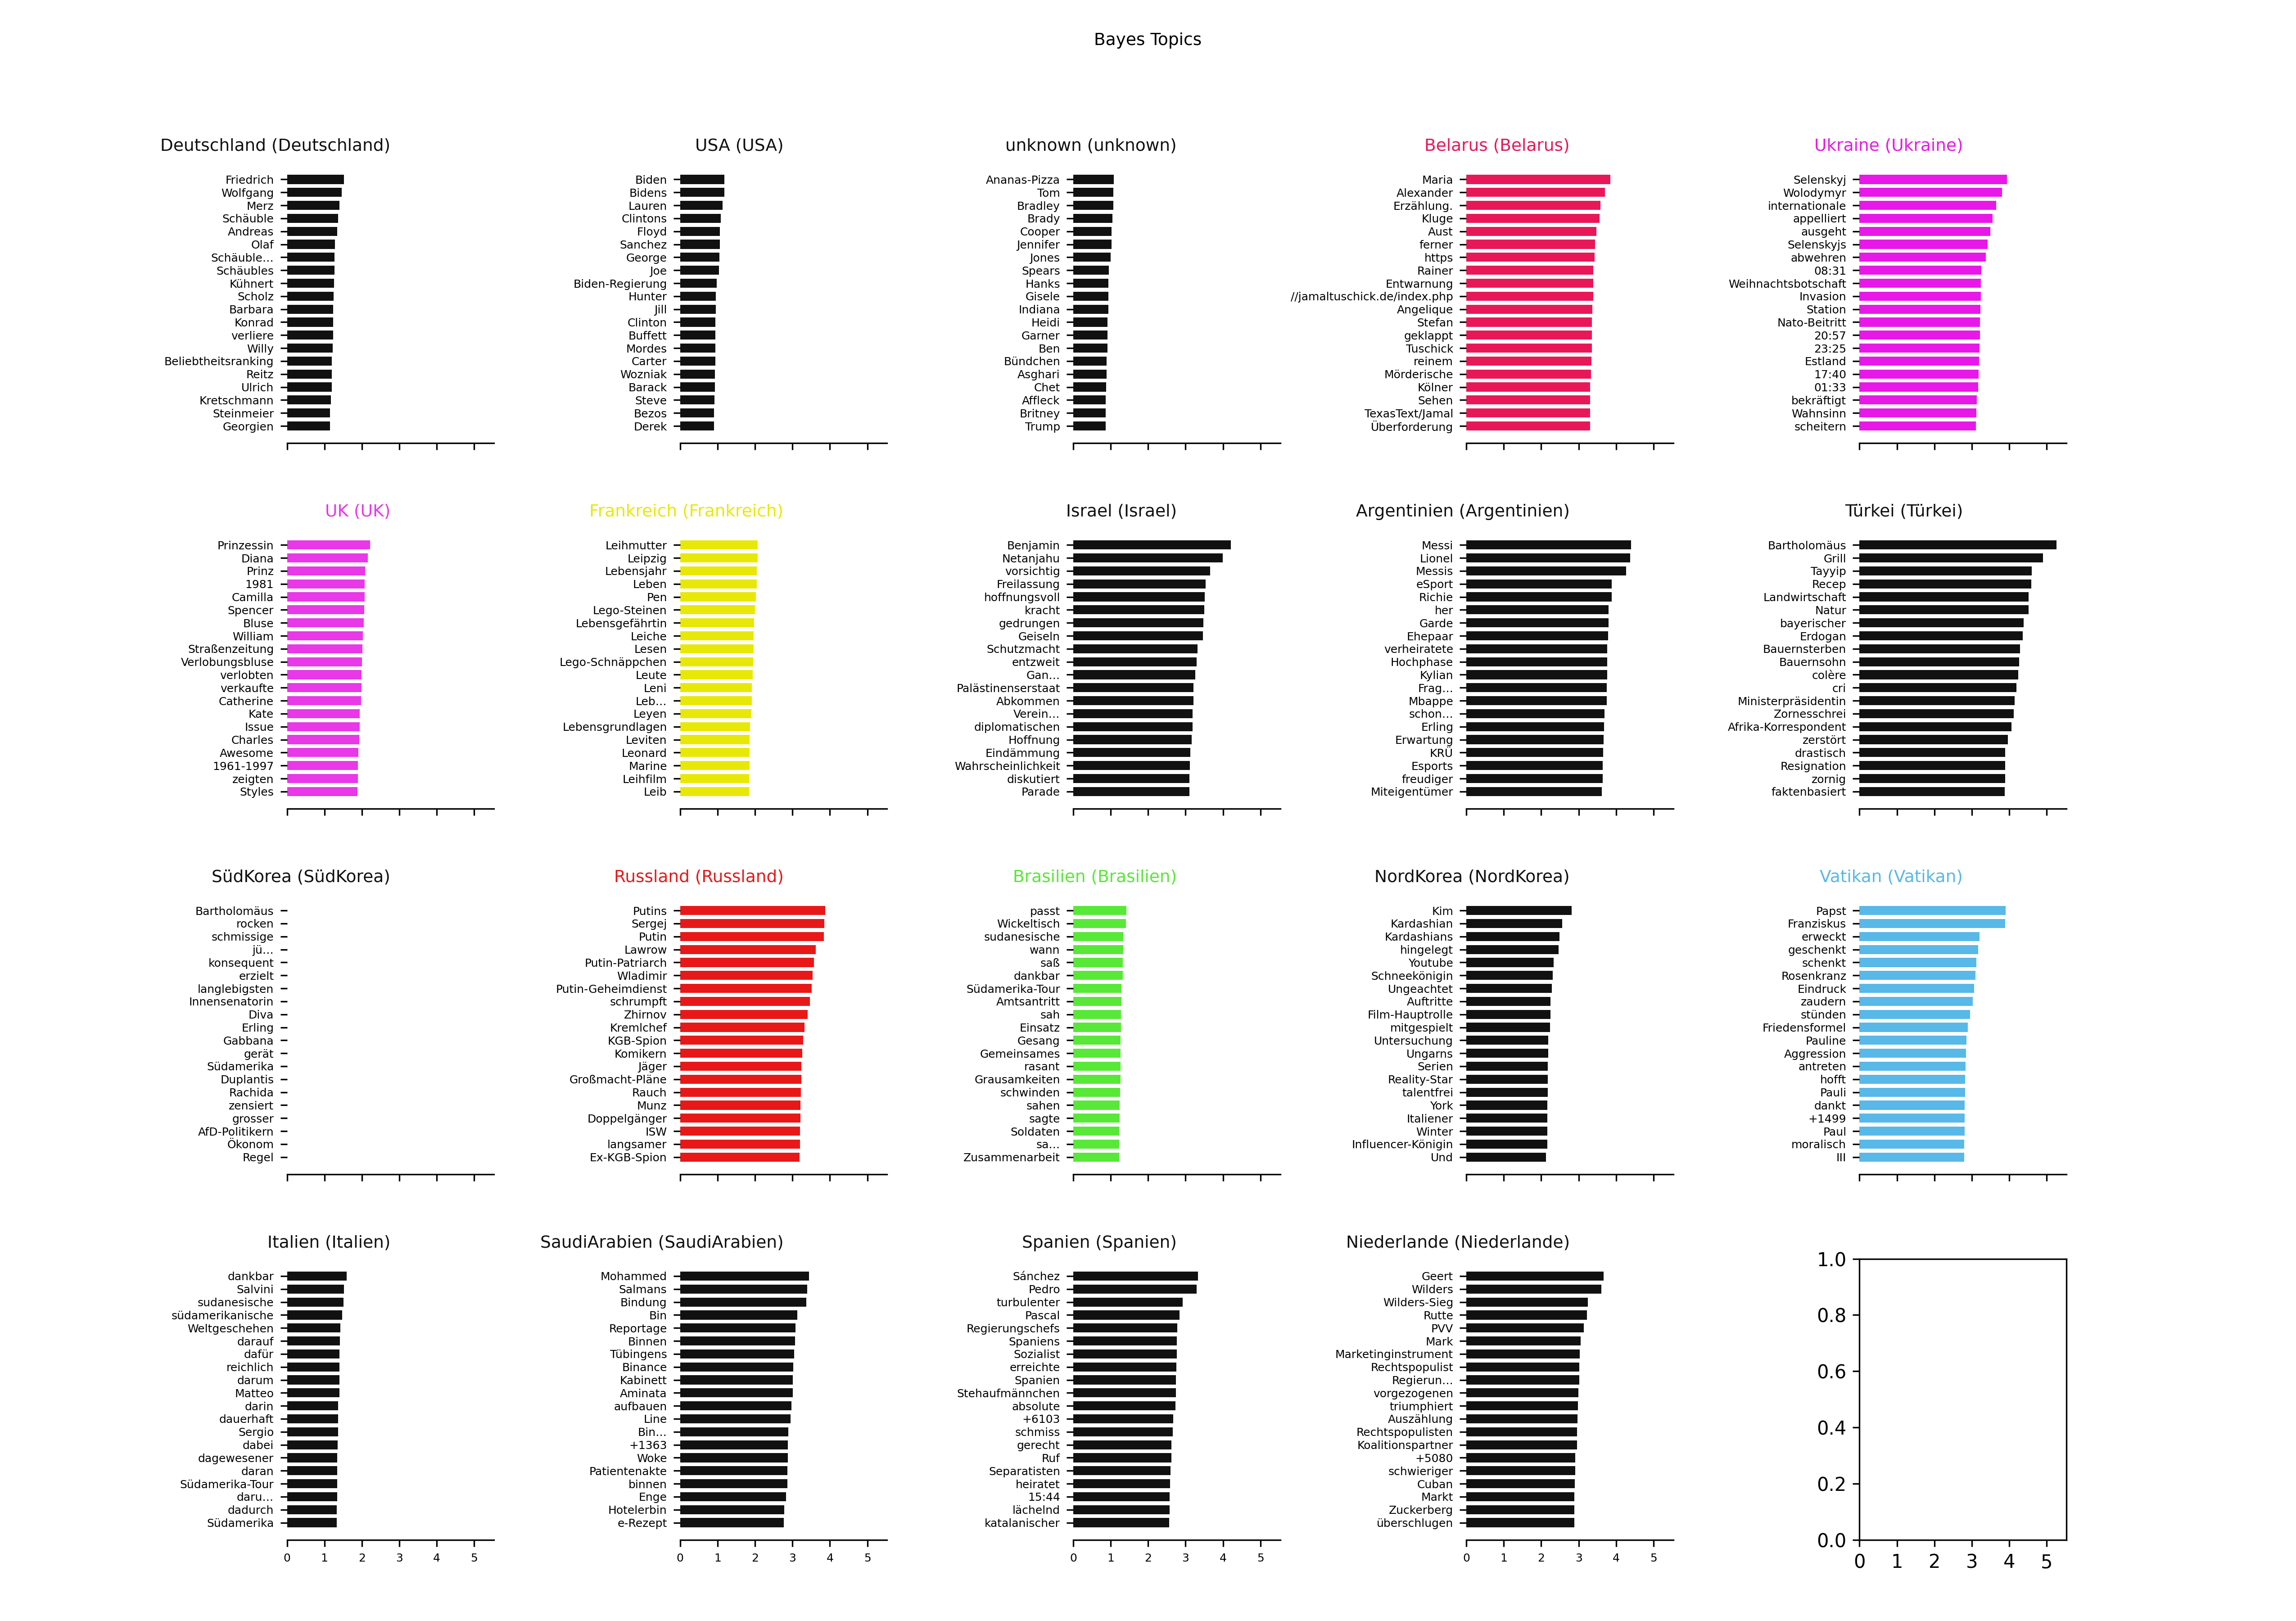 Bayes Topics
Deutschland (Deutschland)
Friedrich
Wolfgang
Merz
Schäuble
Andreas
Olaf
Schäuble…
Schäubles
Kühnert
Scholz
Barbara
Konrad
verliere
Willy
Beliebtheitsranking
Reitz
Ulrich
Kretschmann
Steinmeier
Georgien
USA (USA)
Biden
Bidens
Lauren
Clintons
Floyd
Sanchez
George
Joe
Biden-Regierung
Hunter
Jill
Clinton
Buffett
Mordes
Carter
Wozniak
Barack
Steve
Bezos
Derek
unknown (unknown)
Ananas-Pizza
Tom
Bradley
Brady
Cooper
Jennifer
Jones
Spears
Hanks
Gisele
Indiana
Heidi
Garner
Ben
Bündchen
Asghari
Chet
Affleck
Britney
Trump
Belarus (Belarus)
Maria
Alexander
Erzählung.
Kluge
Aust
ferner
https
Rainer
Entwarnung
//jamaltuschick.de/index.php
Angelique
Stefan
geklappt
Tuschick
reinem
Mörderische
Kölner
Sehen
TexasText/Jamal
Überforderung
Ukraine (Ukraine)
Selenskyj
Wolodymyr
internationale
appelliert
ausgeht
Selenskyjs
abwehren
08:31
Weihnachtsbotschaft
Invasion
Station
Nato-Beitritt
20:57
23:25
Estland
17:40
01:33
bekräftigt
Wahnsinn
scheitern
UK (UK)
Prinzessin
Diana
Prinz
1981
Camilla
Spencer
Bluse
William
Straßenzeitung
Verlobungsbluse
verlobten
verkaufte
Catherine
Kate
Issue
Charles
Awesome
1961-1997
zeigten
Styles
Frankreich (Frankreich)
Leihmutter
Leipzig
Lebensjahr
Leben
Pen
Lego-Steinen
Lebensgefährtin
Leiche
Lesen
Lego-Schnäppchen
Leute
Leni
Leb…
Leyen
Lebensgrundlagen
Leviten
Leonard
Marine
Leihfilm
Leib
Israel (Israel)
Benjamin
Netanjahu
vorsichtig
Freilassung
hoffnungsvoll
kracht
gedrungen
Geiseln
Schutzmacht
entzweit
Gan…
Palästinenserstaat
Abkommen
Verein…
diplomatischen
Hoffnung
Eindämmung
Wahrscheinlichkeit
diskutiert
Parade
Argentinien (Argentinien)
Messi
Lionel
Messis
eSport
Richie
her
Garde
Ehepaar
verheiratete
Hochphase
Kylian
Frag…
Mbappe
schon…
Erling
Erwartung
KRÜ
Esports
freudiger
Miteigentümer
Türkei (Türkei)
Bartholomäus
Grill
Tayyip
Recep
Landwirtschaft
Natur
bayerischer
Erdogan
Bauernsterben
Bauernsohn
colère
cri
Ministerpräsidentin
Zornesschrei
Afrika-Korrespondent
zerstört
drastisch
Resignation
zornig
faktenbasiert
SüdKorea (SüdKorea)
Bartholomäus
rocken
schmissige
jü…
konsequent
erzielt
langlebigsten
Innensenatorin
Diva
Erling
Gabbana
gerät
Südamerika
Duplantis
Rachida
zensiert
grosser
AfD-Politikern
Ökonom
Regel
Russland (Russland)
Putins
Sergej
Putin
Lawrow
Putin-Patriarch
Wladimir
Putin-Geheimdienst
schrumpft
Zhirnov
Kremlchef
KGB-Spion
Komikern
Jäger
Großmacht-Pläne
Rauch
Munz
Doppelgänger
ISW
langsamer
Ex-KGB-Spion
Brasilien (Brasilien)
passt
Wickeltisch
sudanesische
wann
saß
dankbar
Südamerika-Tour
Amtsantritt
sah
Einsatz
Gesang
Gemeinsames
rasant
Grausamkeiten
schwinden
sahen
sagte
Soldaten
sa…
Zusammenarbeit
NordKorea (NordKorea)
Kim
Kardashian
Kardashians
hingelegt
Youtube
Schneekönigin
Ungeachtet
Auftritte
Film-Hauptrolle
mitgespielt
Untersuchung
Ungarns
Serien
Reality-Star
talentfrei
York
Italiener
Winter
Influencer-Königin
Und
Vatikan (Vatikan)
Papst
Franziskus
erweckt
geschenkt
schenkt
Rosenkranz
Eindruck
zaudern
stünden
Friedensformel
Pauline
Aggression
antreten
hofft
Pauli
dankt
+1499
Paul
moralisch
III
Italien (Italien)
dankbar
Salvini
sudanesische
südamerikanische
Weltgeschehen
darauf
dafür
reichlich
darum
Matteo
darin
dauerhaft
Sergio
dabei
dagewesener
daran
Südamerika-Tour
daru…
dadurch
Südamerika
0 1 2 3 4 5
SaudiArabien (SaudiArabien)
Mohammed
Salmans
Bindung
Bin
Reportage
Binnen
Tübingens
Binance
Kabinett
Aminata
aufbauen
Line
Bin…
+1363
Woke
Patientenakte
binnen
Enge
Hotelerbin
e-Rezept
0 1 2 3 4 5
Spanien (Spanien)
Sánchez
Pedro
turbulenter
Pascal
Regierungschefs
Spaniens
Sozialist
erreichte
Spanien
Stehaufmännchen
absolute
+6103
schmiss
gerecht
Ruf
Separatisten
heiratet
15:44
lächelnd
katalanischer
0 1 2 3 4 5
Niederlande (Niederlande)
Geert
Wilders
Wilders-Sieg
Rutte
PVV
Mark
Marketinginstrument
Rechtspopulist
Regierun…
vorgezogenen
triumphiert
Auszählung
Rechtspopulisten
Koalitionspartner
+5080
schwieriger
Cuban
Markt
Zuckerberg
überschlugen
0 1 2 3 4 5
1.0
0.8
0.6
0.4
0.2
0.0
0 1 2 3 4 5